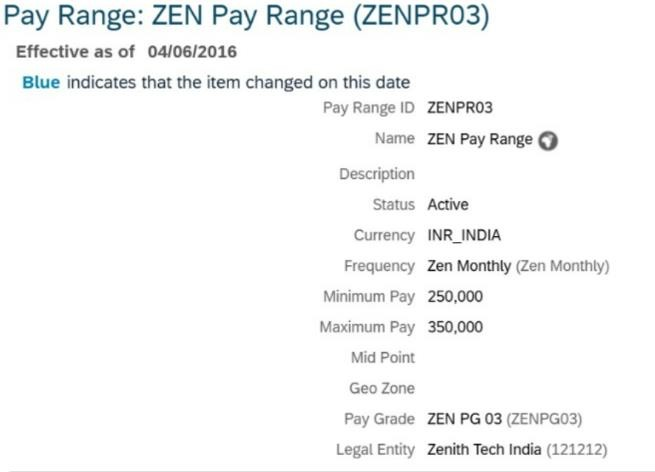 Pay Range: ZEN Pay Range (ZENPR03)
Effective as of 04/06/2016
Blue indicates that the item changed on this date
Pay Range ID ZENPR03
Name ZEN Pay Range
Description
Status Active
Currency INR_INDIA
Frequency Zen Monthly (Zen Monthly)
Minimum Pay 250,000
Maximum Pay 350,000
Mid Point
Geo Zone
Pay Grade ZEN PG 03 (ZENPG03)
Legal Entity Zenith Tech India (121212)